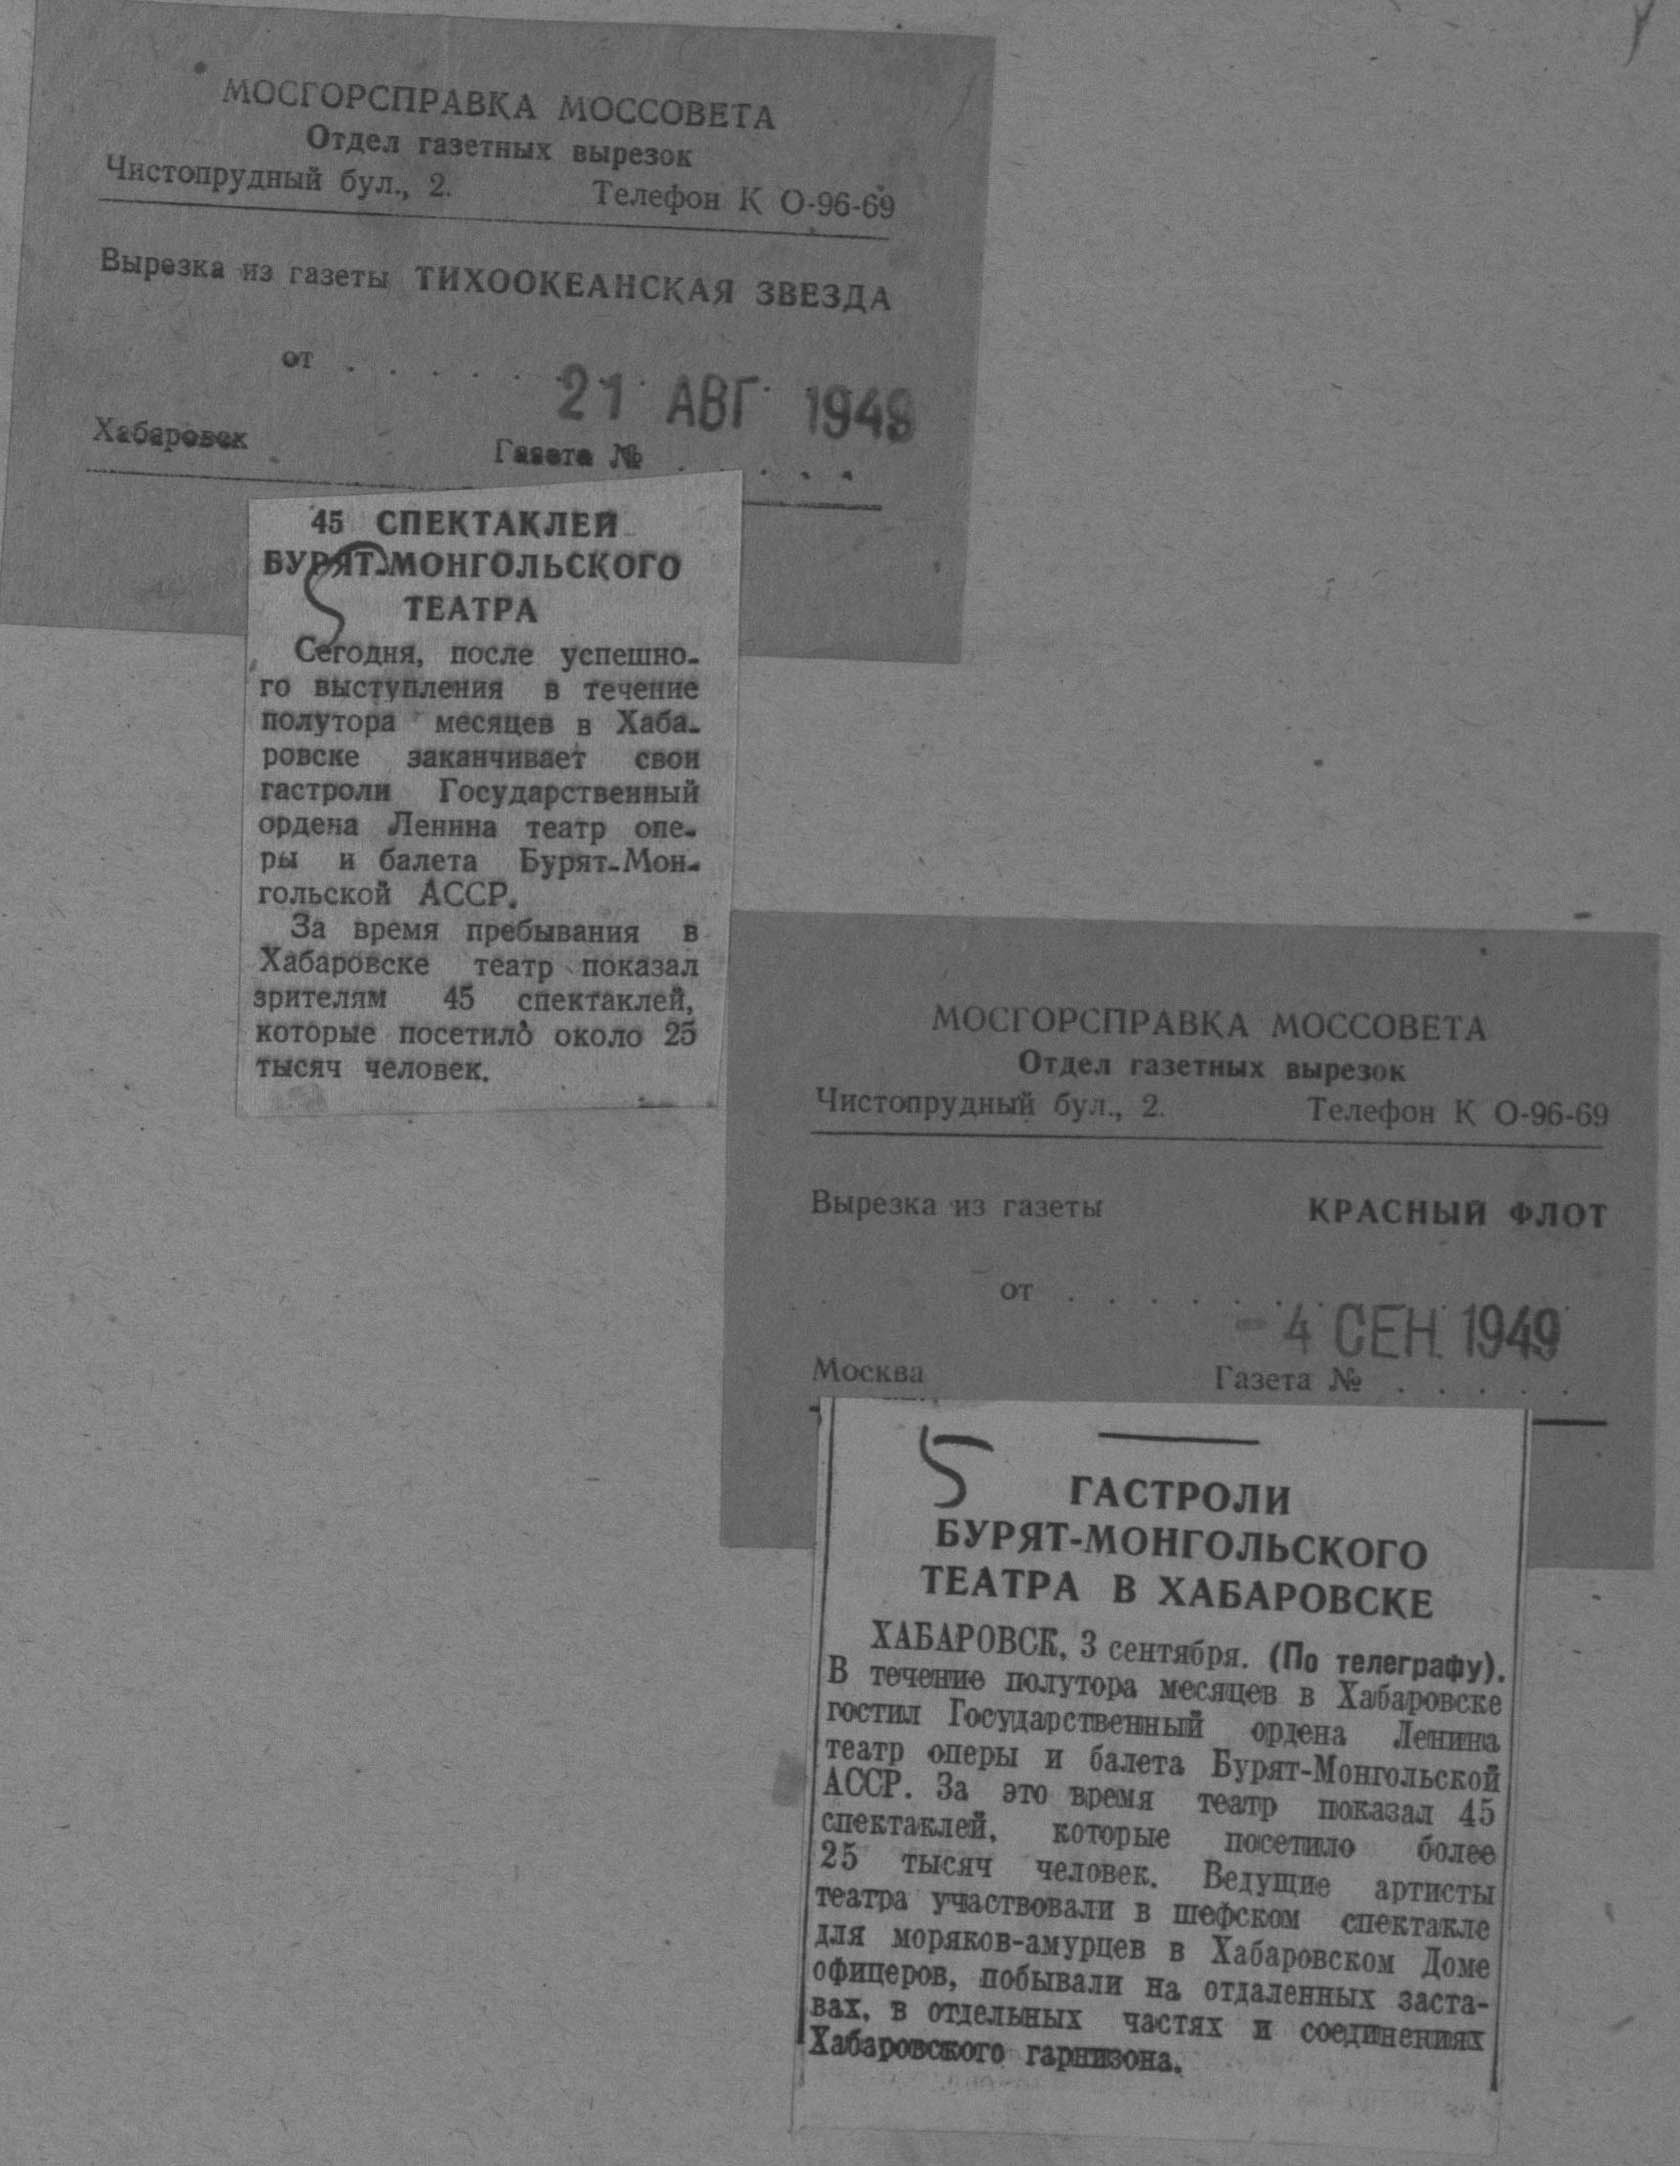 МОСГОРСПРАВКА МОССОВЕТА
Отдел газетных вырезок
Чистопрудный бул., 2. Телефон К 0-96-69
Вырезка из газеты ТИХООКЕАНСКАЯ ЗВЕЗДА
от . . . . . 21 АВГ 1949
Хабаровск Газета № . . . . .
45 СПЕКТАКЛЕЙ
БУРЯТ-МОНГОЛЬСКОГО
ТЕАТРА
Сегодня, после успешно-
го выступления в течение
полутора месяцев в Хаба-
ровске заканчивает свои
гастроли Государственный
ордена Ленина театр опе-
ры и балета Бурят-Мон-
гольской АССР.
За время пребывания в
Хабаровске театр показал
зрителям 45 спектаклей,
которые посетило около 25
тысяч человек.
МОСГОРСПРАВКА МОССОВЕТА
Отдел газетных вырезок
Чистопрудный бул., 2. Телефон К 0-96-69
Вырезка из газеты КРАСНЫЙ ФЛОТ
от . . . . . -4 СЕН. 1949
Москва Газета № . . . . .
5
ГАСТРОЛИ
БУРЯТ-МОНГОЛЬСКОГО
ТЕАТРА В ХАБАРОВСКЕ
ХАБАРОВСК, 3 сентября. (По телеграфу).
В течение полутора месяцев в Хабаровске
гостил Государственный ордена Ленина
театр оперы и балета Бурят-Монгольской
АССР. За это время театр показал 45
спектаклей, которые посетило более
25 тысяч человек. Ведущие артисты
театра участвовали в шефском спектакле
для моряков-амурцев в Хабаровском Доме
офицеров, побывали на отдаленных заста-
вах, в отдельных частях и соединениях
Хабаровского гарнизона.